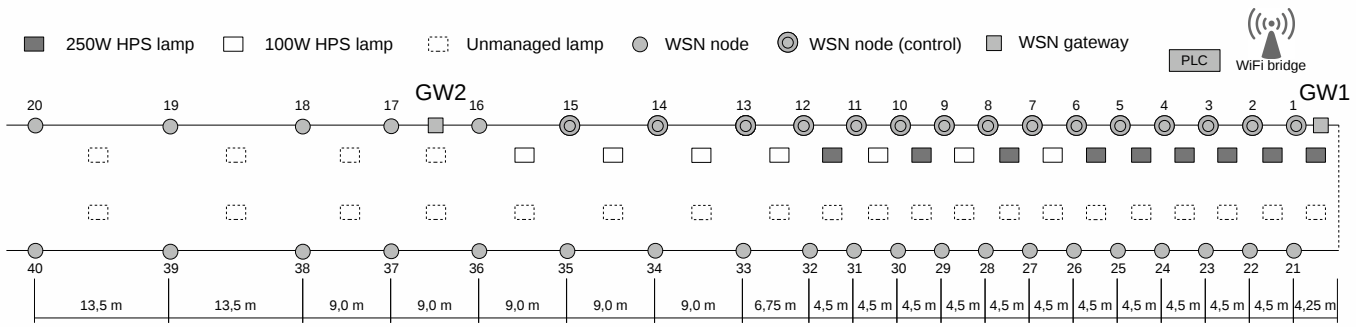 250W HPS lamp 100W HPS lamp Unmanaged lamp WSN node WSN node (control) WSN gateway
PLC
WiFi bridge
GW2 GW1
20 19 18 17 16 15 14 13 12 11 10 9 8 7 6 5 4 3 2 1
40 39 38 37 36 35 34 33 32 31 30 29 28 27 26 25 24 23 22 21
13,5 m 13,5 m 9,0 m 9,0 m 9,0 m 9,0 m 9,0 m 6,75 m 4,5 m 4,5 m 4,5 m 4,5 m 4,5 m 4,5 m 4,5 m 4,5 m 4,5 m 4,5 m 4,5 m 4,25 m